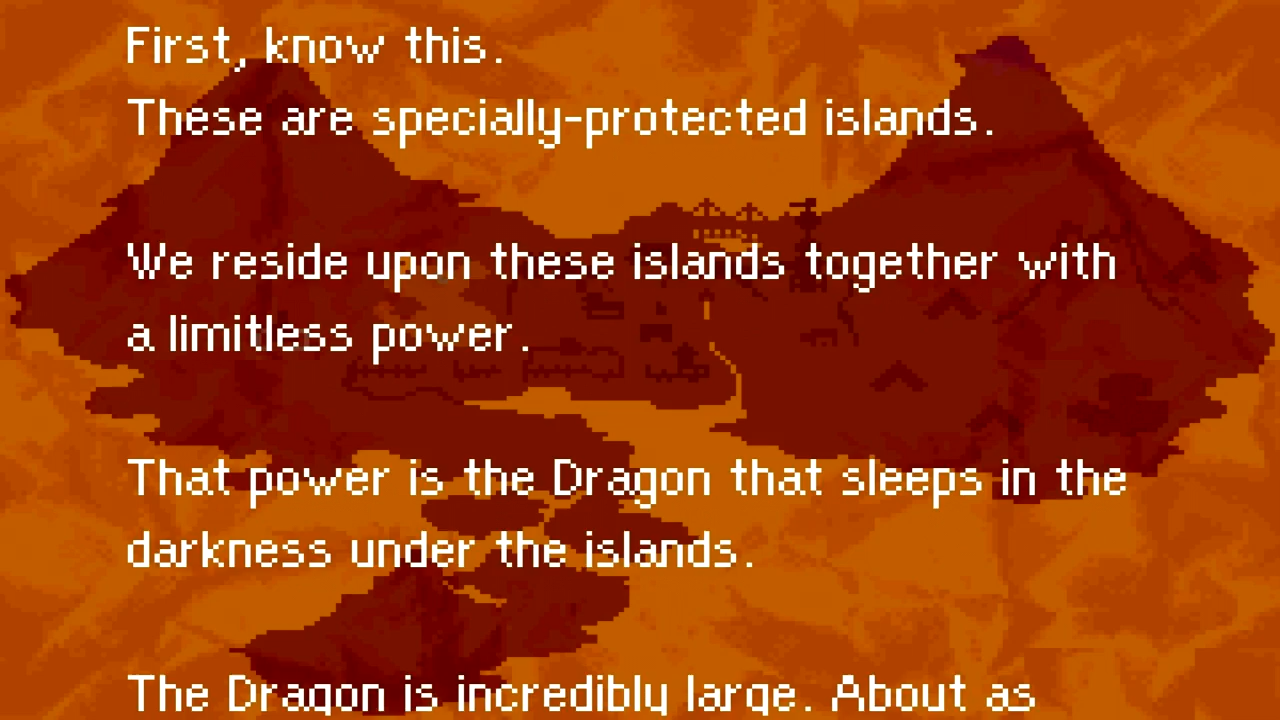 First, know this.
These are specially-protected islands.
We reside upon these islands together with
a limitless power.
That power is the Dragon that sleeps in the
darkness under the islands.
The Dragon is incredibly large. About as